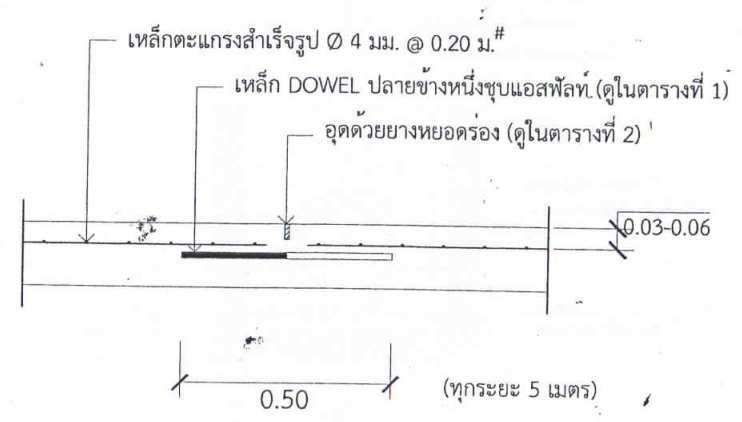 เหล็กตะแกรงสำเร็จรูป Ø 4 มม. @ 0.20 ม.#
เหล็ก DOWEL ปลายข้างหนึ่งชุบแอสฟัลท์ (ดูในตารางที่ 1)
อุดด้วยยางหยอดร่อง (ดูในตารางที่ 2)
0.03-0.06
0.50
(ทุกระยะ 5 เมตร)